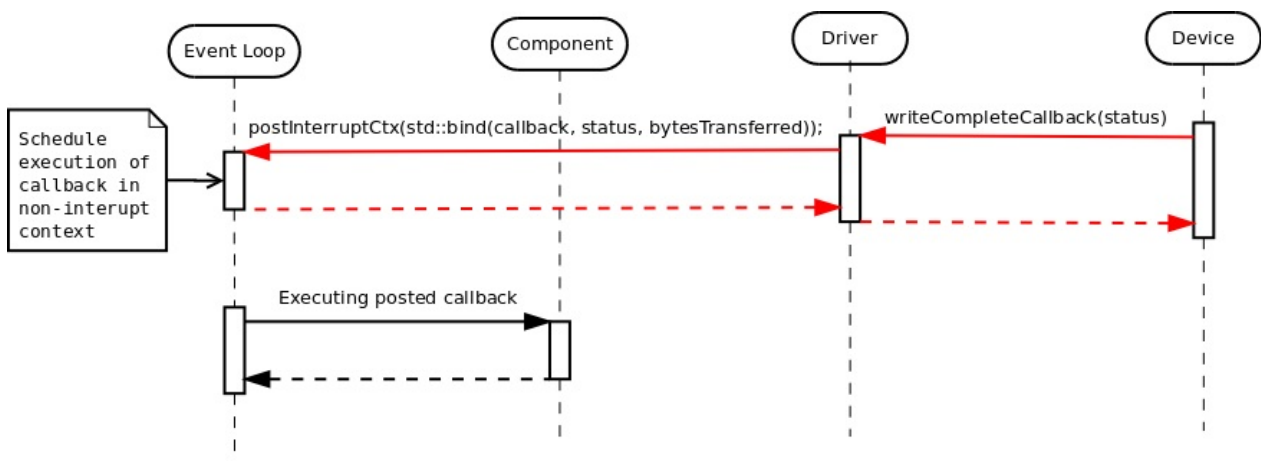 Event Loop
Component
Driver
Device
Schedule
execution of
callback in
non-interupt
context
postInterruptCtx(std::bind(callback, status, bytesTransferred));
writeCompleteCallback(status)
Executing posted callback